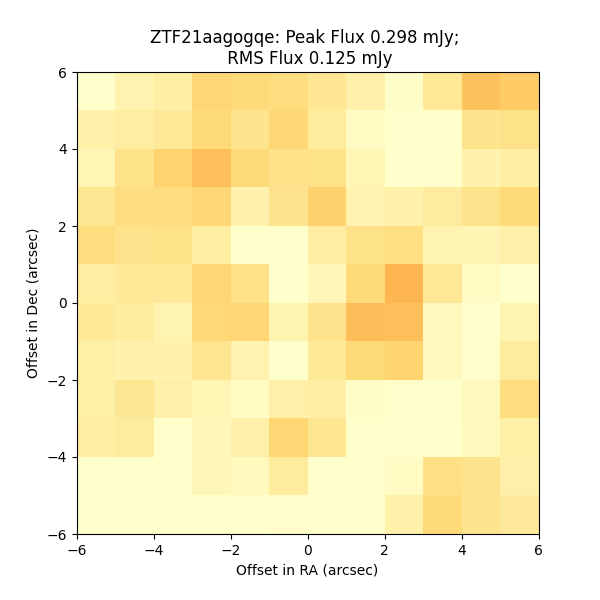 ZTF21aagogqe: Peak Flux 0.298 mJy;
RMS Flux 0.125 mJy
6
4
2
0
−2
−4
−6
Offset in Dec (arcsec)
−6 −4 −2 0 2 4 6
Offset in RA (arcsec)